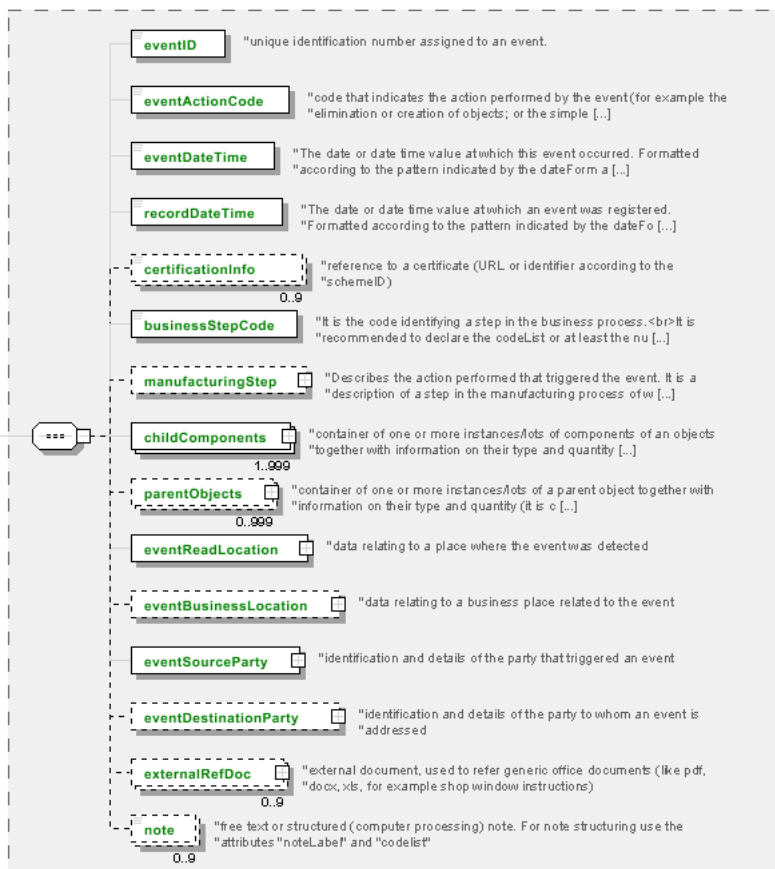 eventID
"unique identification number assigned to an event.
eventActionCode
"code that indicates the action performed by the event (for example the
"elimination or creation of objects; or the simple [...]
eventDateTime
"The date or date time value at which this event occurred. Formatted
"according to the pattern indicated by the dateForm a [...]
recordDateTime
"The date or date time value at which an event was registered.
"Formatted according to the pattern indicated by the dateFo [...]
certificationInfo
"reference to a certificate (URL or identifier according to the
"schemeID)
0..9
businessStepCode
"It is the code identifying a step in the business process.<br>It is
"recommended to declare the codeList or at least the nu [...]
manufacturingStep
"Describes the action performed that triggered the event. It is a
"description of a step in the manufacturing process of w [...]
childComponents
"container of one or more instances/lots of components of an objects
"together with information on their type and quantity [...]
1..999
parentObjects
"container of one or more instances/lots of a parent object together with
"information on their type and quantity (it is c [...]
0..999
eventReadLocation
"data relating to a place where the event was detected
eventBusinessLocation
"data relating to a business place related to the event
eventSourceParty
"identification and details of the party that triggered an event
eventDestinationParty
"identification and details of the party to whom an event is
"addressed
externalRefDoc
"external document, used to refer generic office documents (like pdf,
"docx, xls, for example shop window instructions)
0..9
note
"free text or structured (computer processing) note. For note structuring use the
"attributes "noteLabel" and "codelist"
0..9